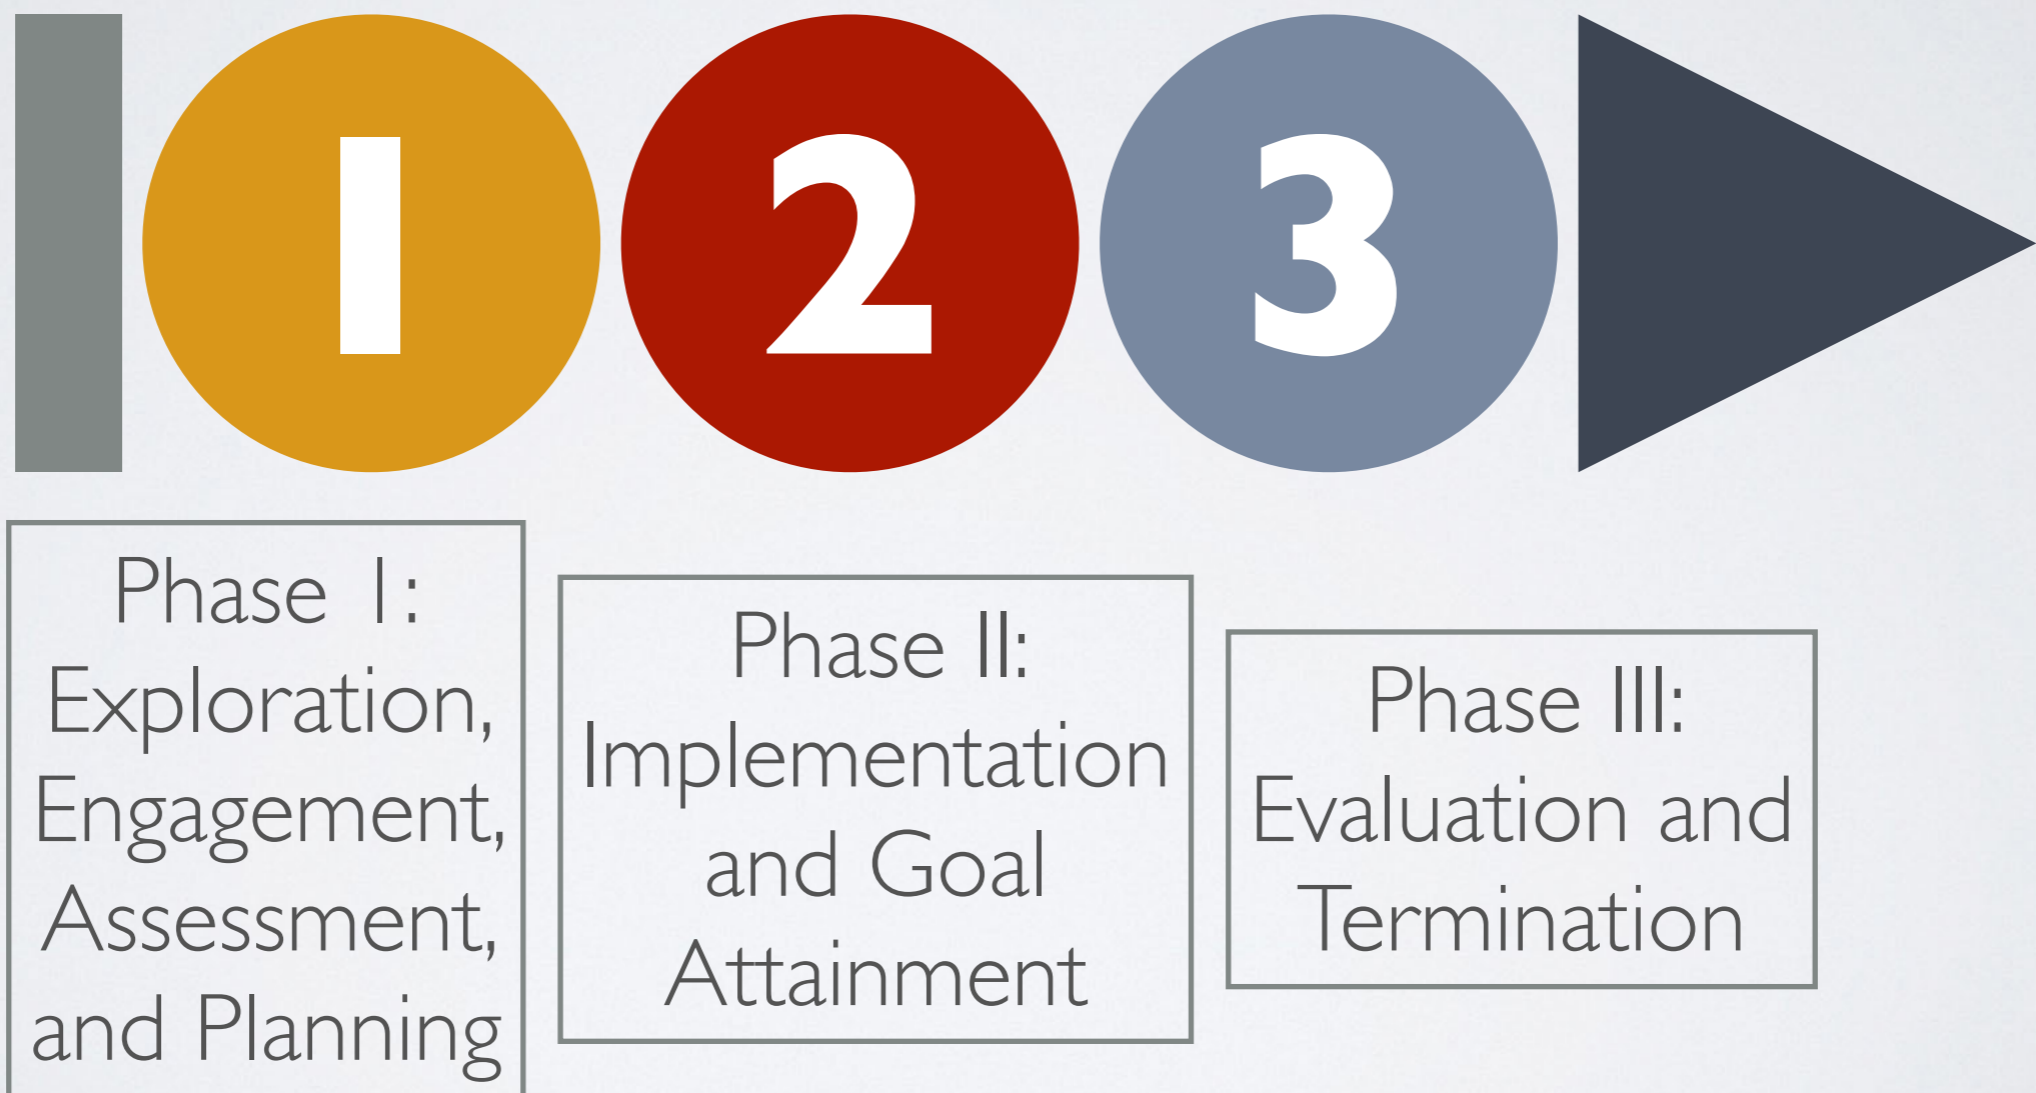 1
2
3
Phase 1:
Exploration,
Engagement,
Assessment,
and Planning
Phase II:
Implementation
and Goal
Attainment
Phase III:
Evaluation and
Termination